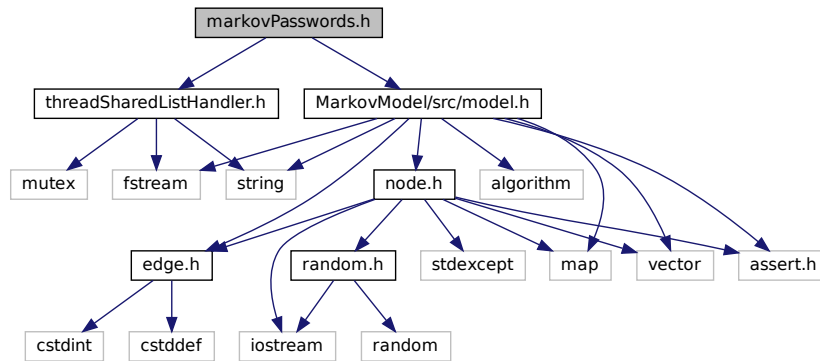 markovPasswords.h
threadSharedListHandler.h
MarkovModel/src/model.h
mutex
fstream
string
node.h
algorithm
edge.h
random.h
stdexcept
map
vector
assert.h
cstdint
cstddef
iostream
random